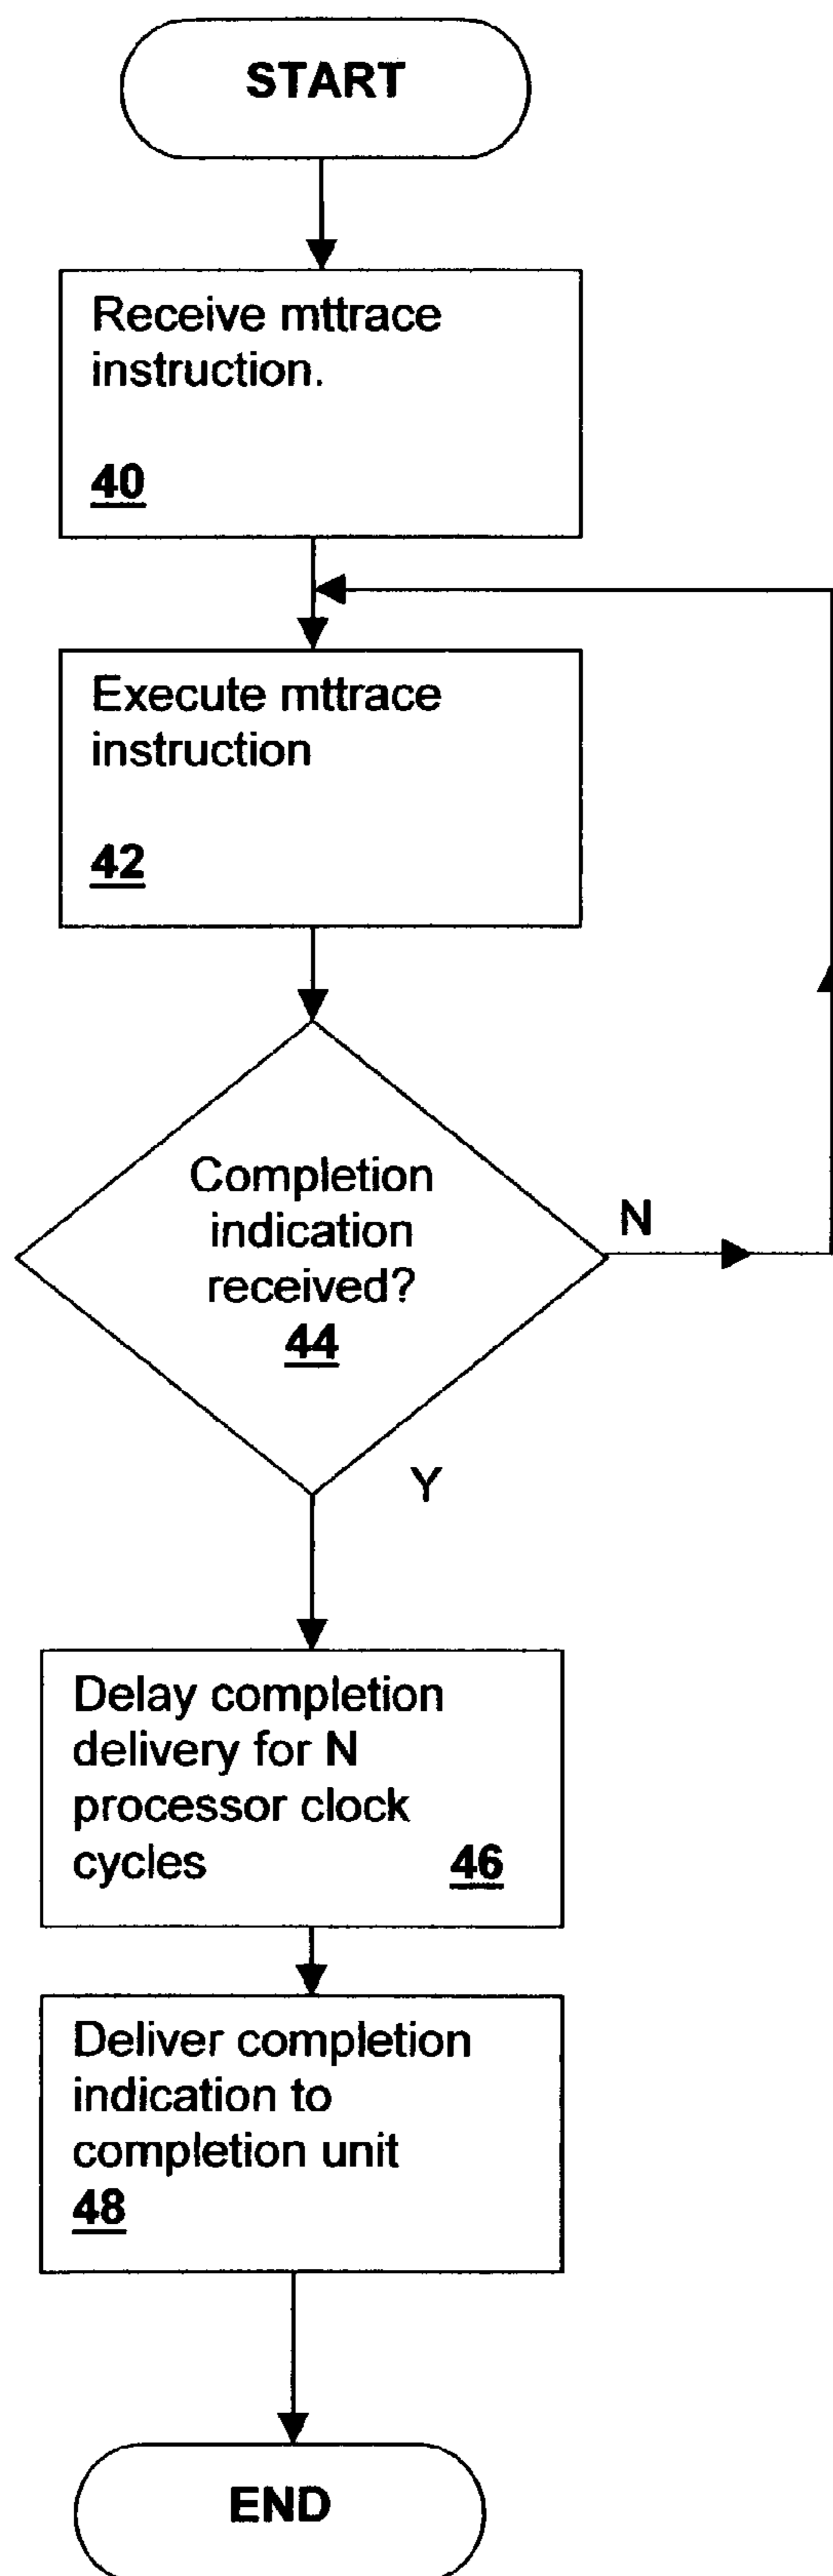 START
Receive mttrace
instruction.
40
Execute mttrace
instruction
42
Completion
indication
received?
44
N
Y
Delay completion
delivery for N
processor clock
cycles 46
Deliver completion
indication to
completion unit
48
END